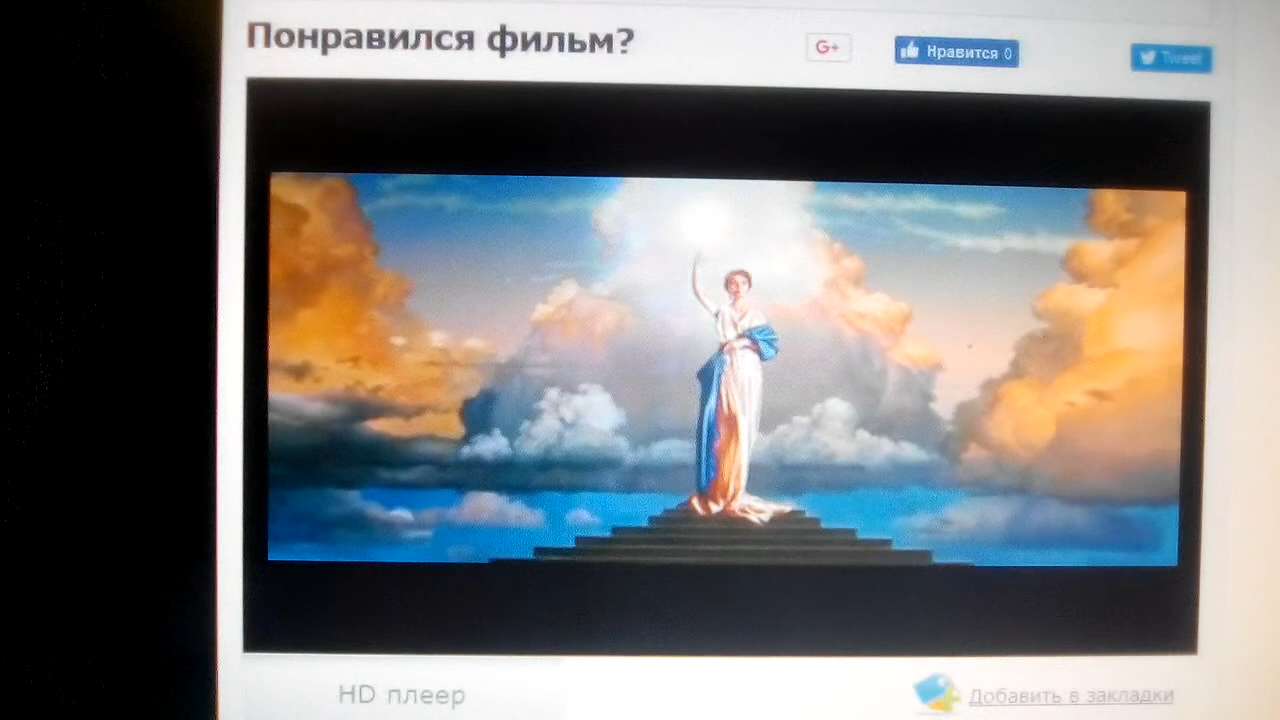 Понравился фильм?
G+
Нравится 0
Tweet
HD плеер
Добавить в закладки